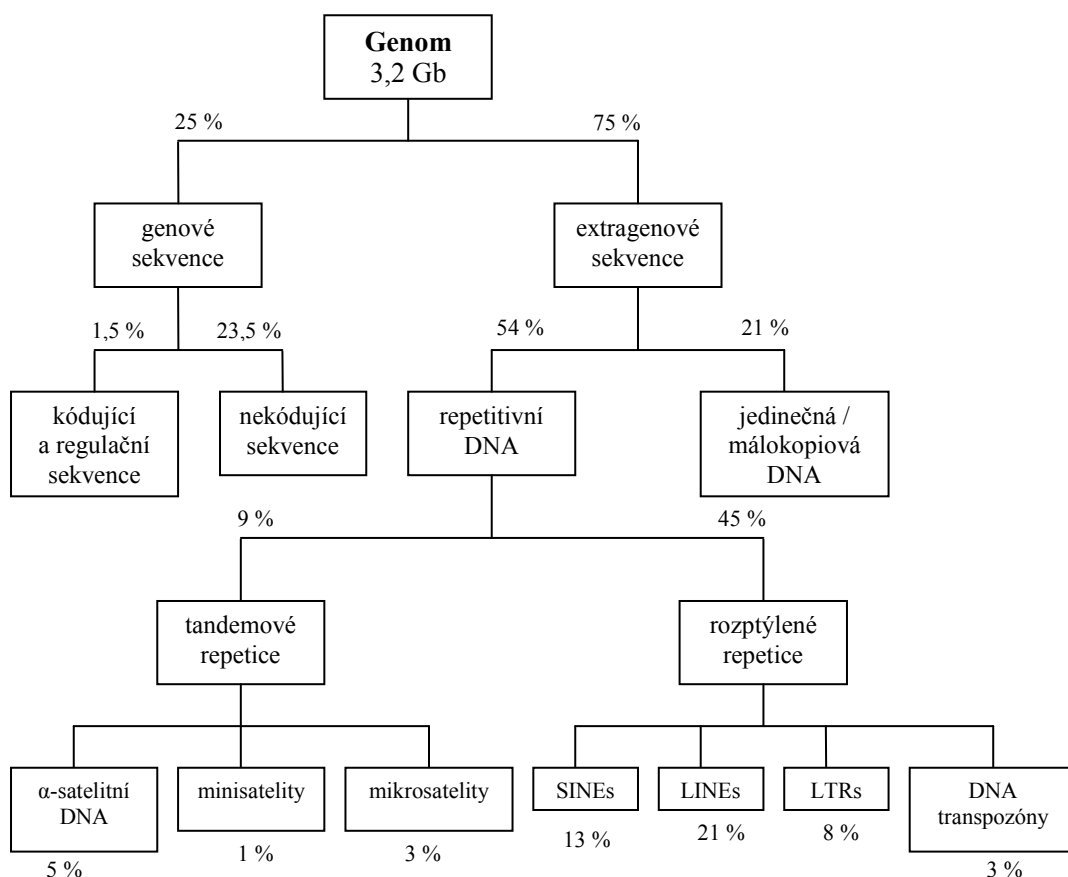 Genom
3,2 Gb
25 %
75 %
genové
sekvence
extragenové
sekvence
1,5 %
23,5 %
54 %
21 %
kódující
a regulační
sekvence
nekódující
sekvence
repetitivní
DNA
jedinečná /
málokopiová
DNA
9 %
45 %
tandemové
repetice
rozptýlené
repetice
α-satelitní
DNA
minisatelity
mikrosatelity
SINEs
LINEs
LTRs
DNA
transpozóny
5 %
1 %
3 %
13 %
21 %
8 %
3 %